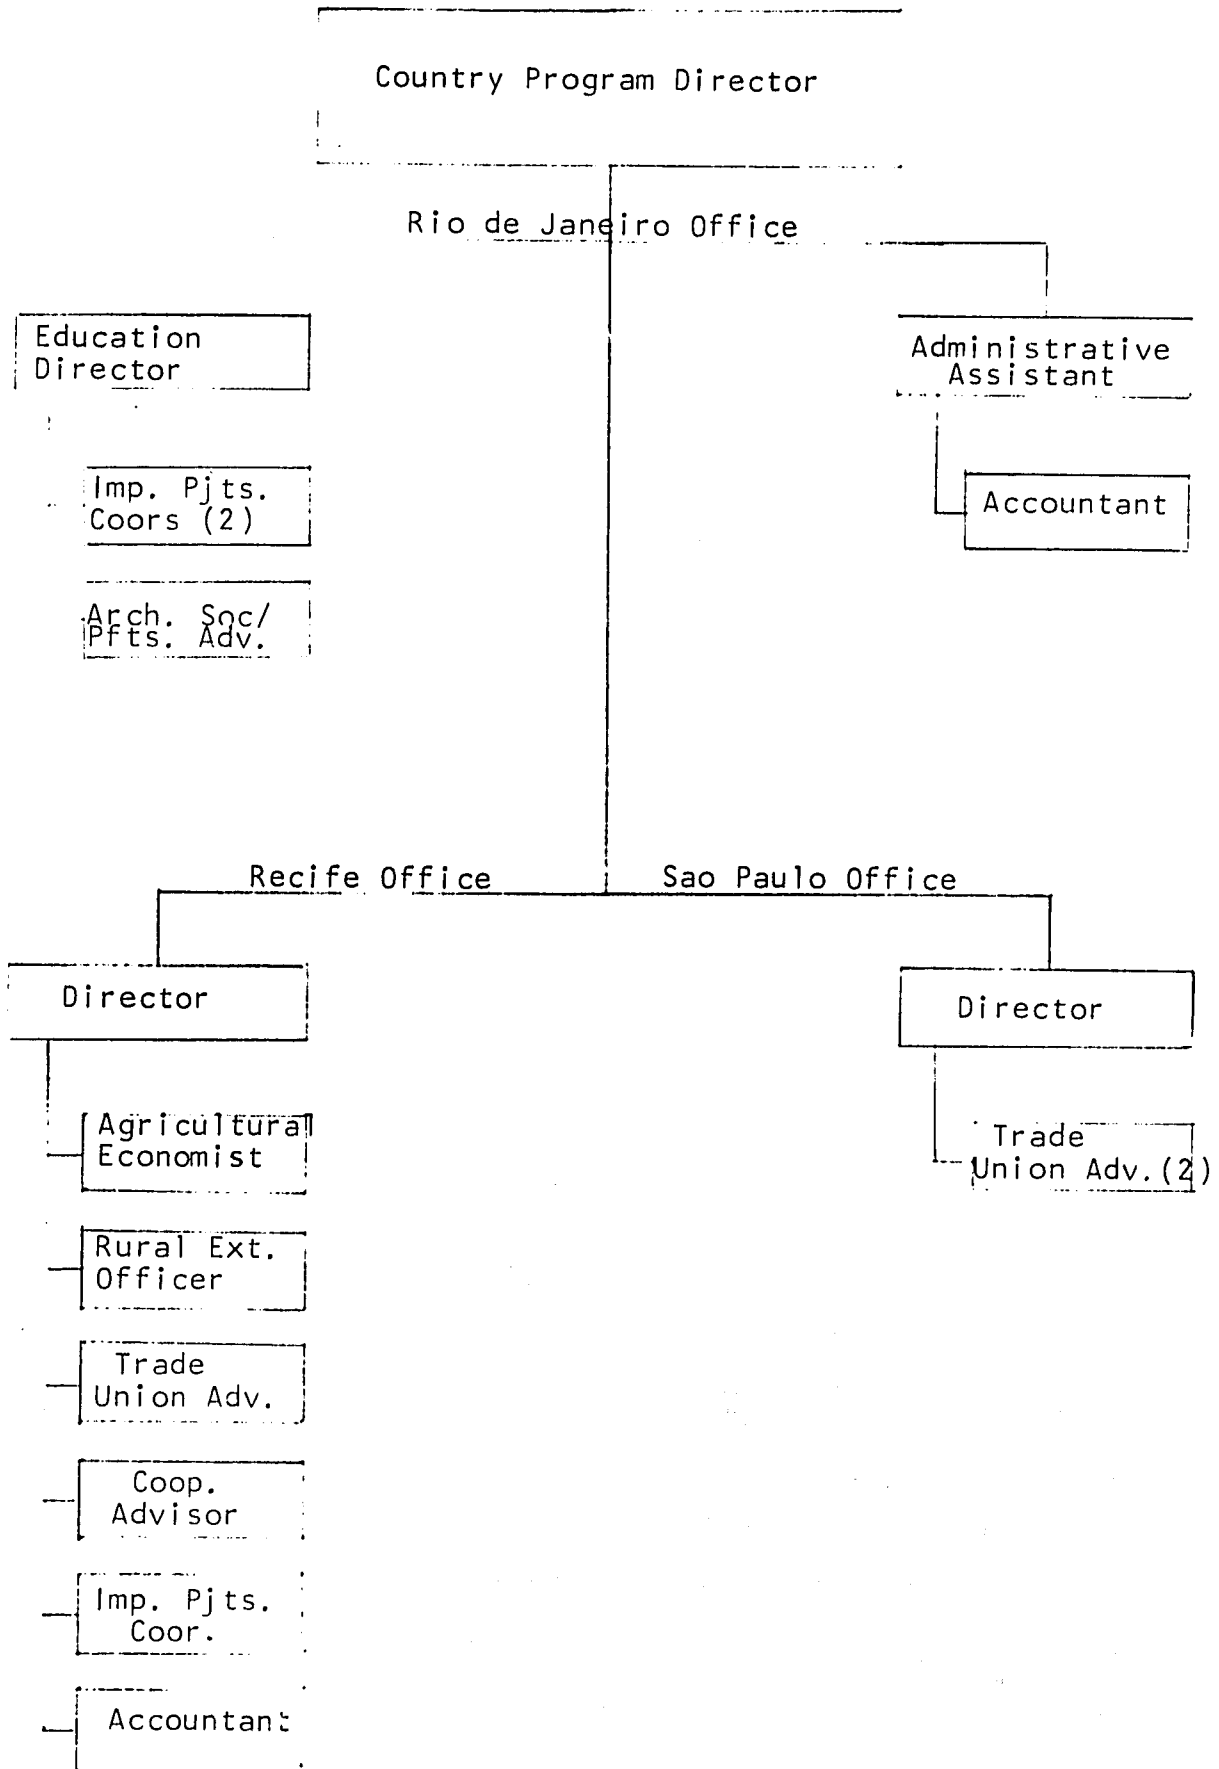 Country Program Director
Rio de Janeiro Office
Education
Director
Administrative
Assistant
Imp. Pjts.
Coors (2)
Accountant
Arch. Soc/
Pfts. Adv.
Recife Office
Sao Paulo Office
Director
Director
Agricultural
Economist
Trade
Union Adv.(2)
Rural Ext.
Officer
Trade
Union Adv.
Coop.
Advisor
Imp. Pjts.
Coor.
Accountant